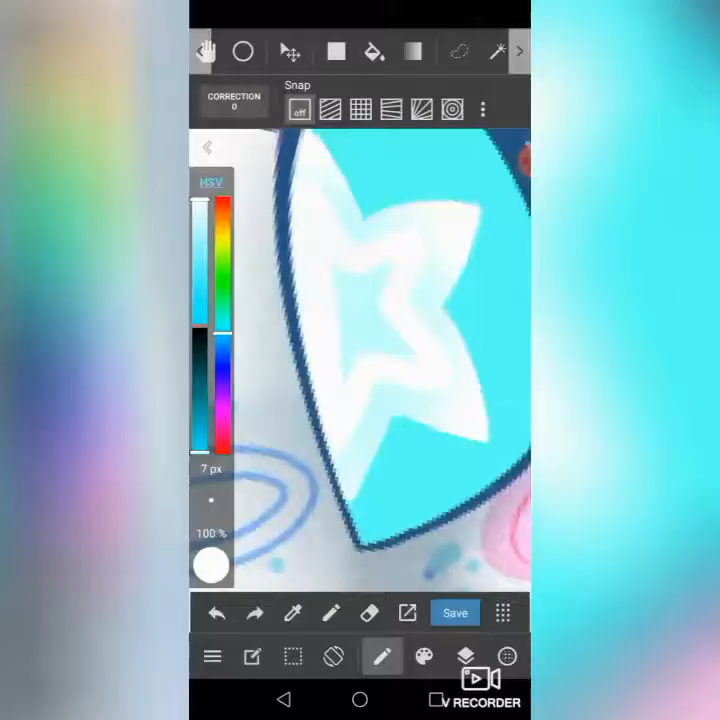 Snap
CORRECTION
0
off
HSV
7 px
100 %
Save
V RECORDER